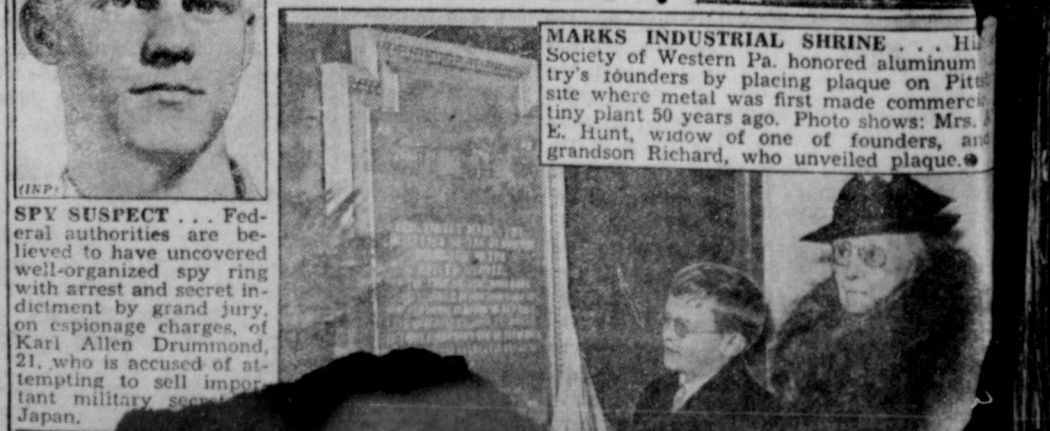 (INP)
SPY SUSPECT . . . Fed-
eral authorities are be-
lieved to have uncovered
well-organized spy ring
with arrest and secret in-
dictment by grand jury,
on espionage charges, of
Karl Allen Drummond,
21, who is accused of at-
tempting to sell impor-
tant military
Japan.
MARKS INDUSTRIAL SHRINE . . .
Society of Western Pa. honored aluminum
try's founders by placing plaque on
site where metal was first made
tiny plant 50 years ago. Photo shows: Mrs.
E. Hunt, widow of one of founders, and
grandson Richard, who unveiled plaque.